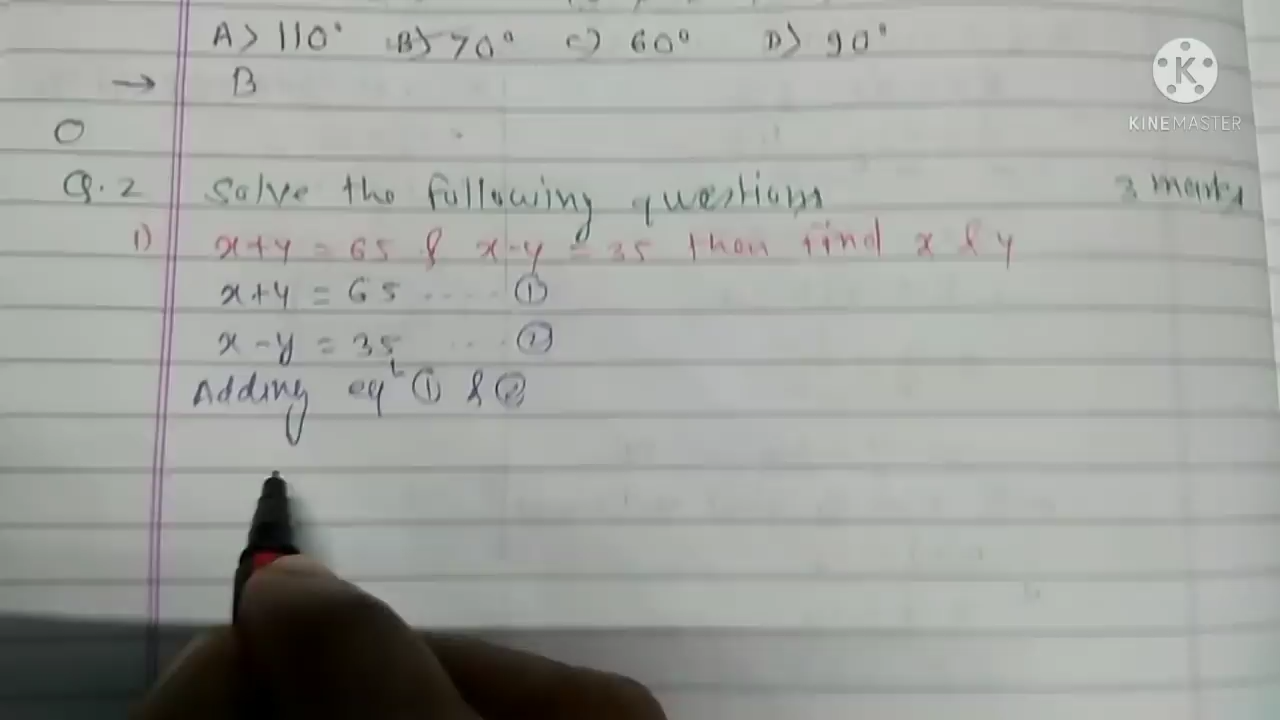 A> 110° B> 70° C) 60° D> 90°
→ B
KINEMASTER
Q.2 Solve the following questions 3 marks
1) x+y = 65 & x-y = 35 then find x & y
x+y = 65 .... ①
x-y = 35 ...
Adding eqⁿ ① & ②